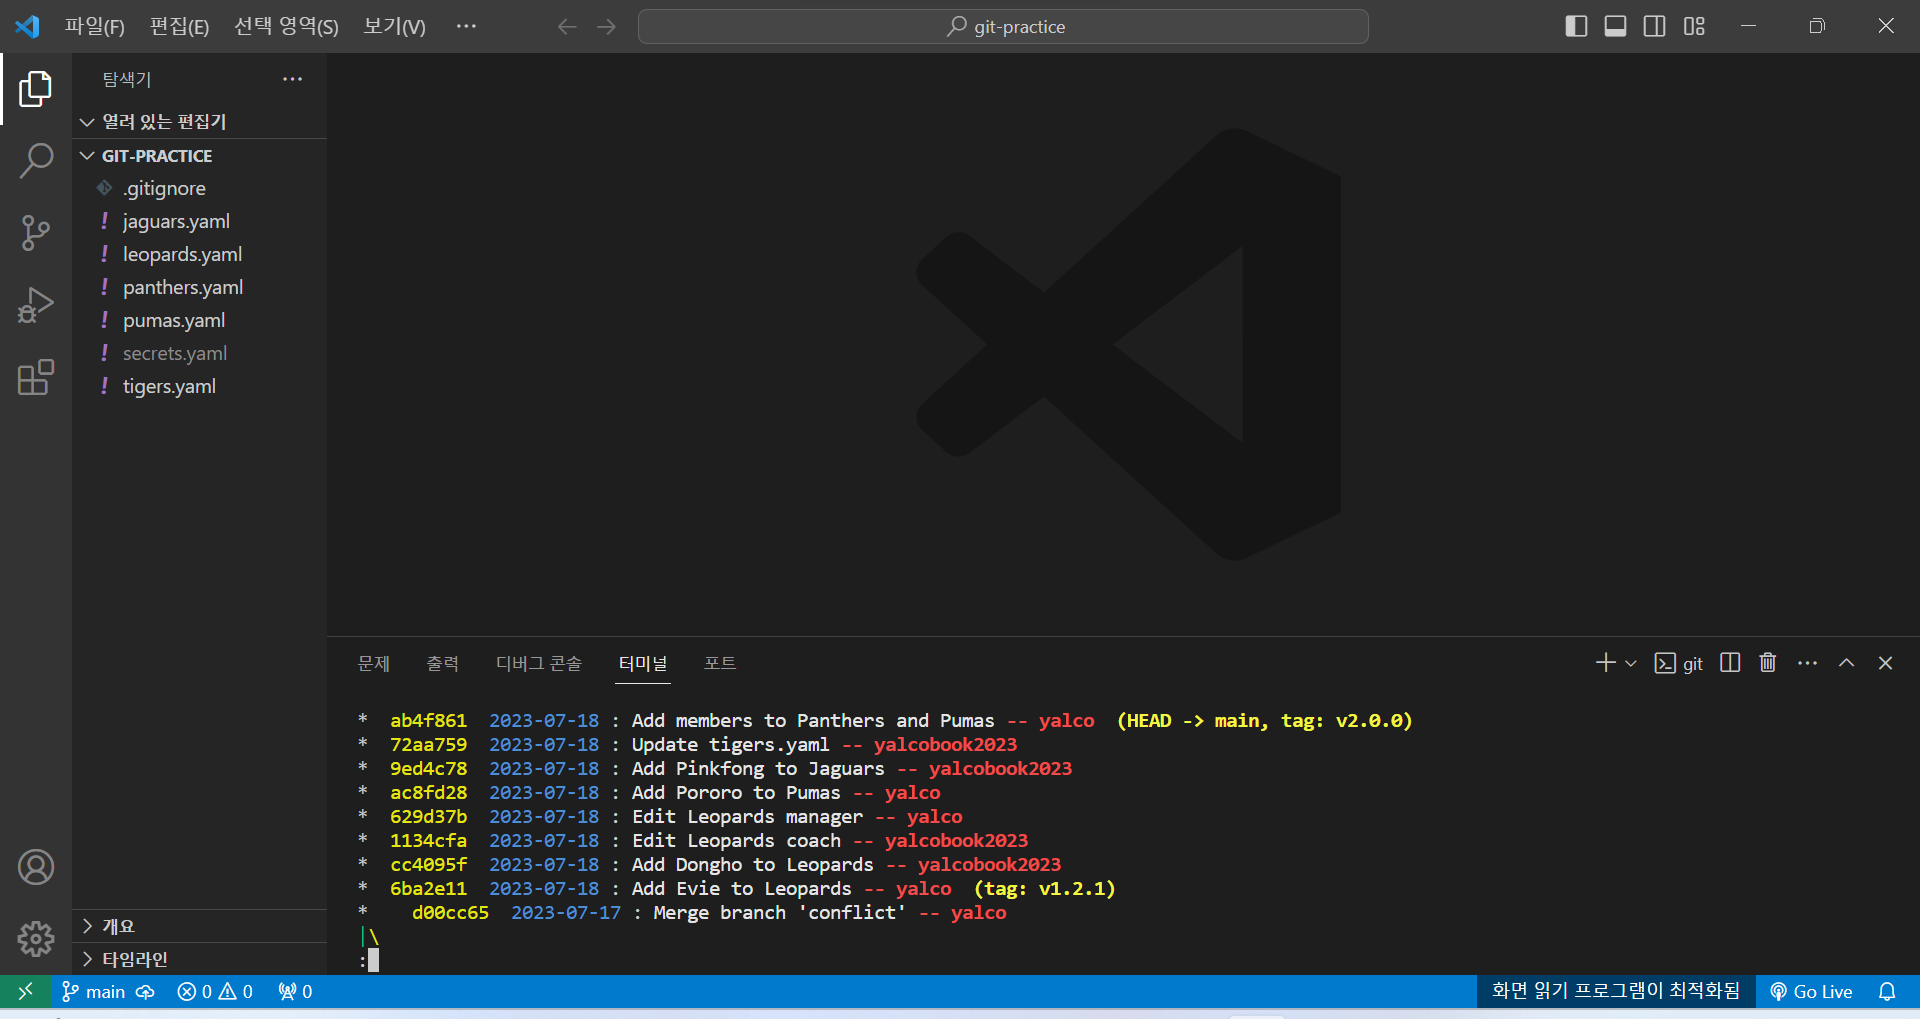 파일(F) 편집(E) 선택 영역(S) 보기(V) ··· git-practice
탐색기 ···
열려 있는 편집기
GIT-PRACTICE
.gitignore
! jaguars.yaml
! leopards.yaml
! panthers.yaml
! pumas.yaml
! secrets.yaml
! tigers.yaml
개요
타임라인
문제 출력 디버그 콘솔 터미널 포트 git ···
* ab4f861 2023-07-18 : Add members to Panthers and Pumas -- yalco (HEAD -> main, tag: v2.0.0)
* 72aa759 2023-07-18 : Update tigers.yaml -- yalcobook2023
* 9ed4c78 2023-07-18 : Add Pinkfong to Jaguars -- yalcobook2023
* ac8fd28 2023-07-18 : Add Pororo to Pumas -- yalco
* 629d37b 2023-07-18 : Edit Leopards manager -- yalco
* 1134cfa 2023-07-18 : Edit Leopards coach -- yalcobook2023
* cc4095f 2023-07-18 : Add Dongho to Leopards -- yalcobook2023
* 6ba2e11 2023-07-18 : Add Evie to Leopards -- yalco (tag: v1.2.1)
* d00cc65 2023-07-17 : Merge branch 'conflict' -- yalco
|\
:
main 0 0 0 화면 읽기 프로그램이 최적화됨 Go Live